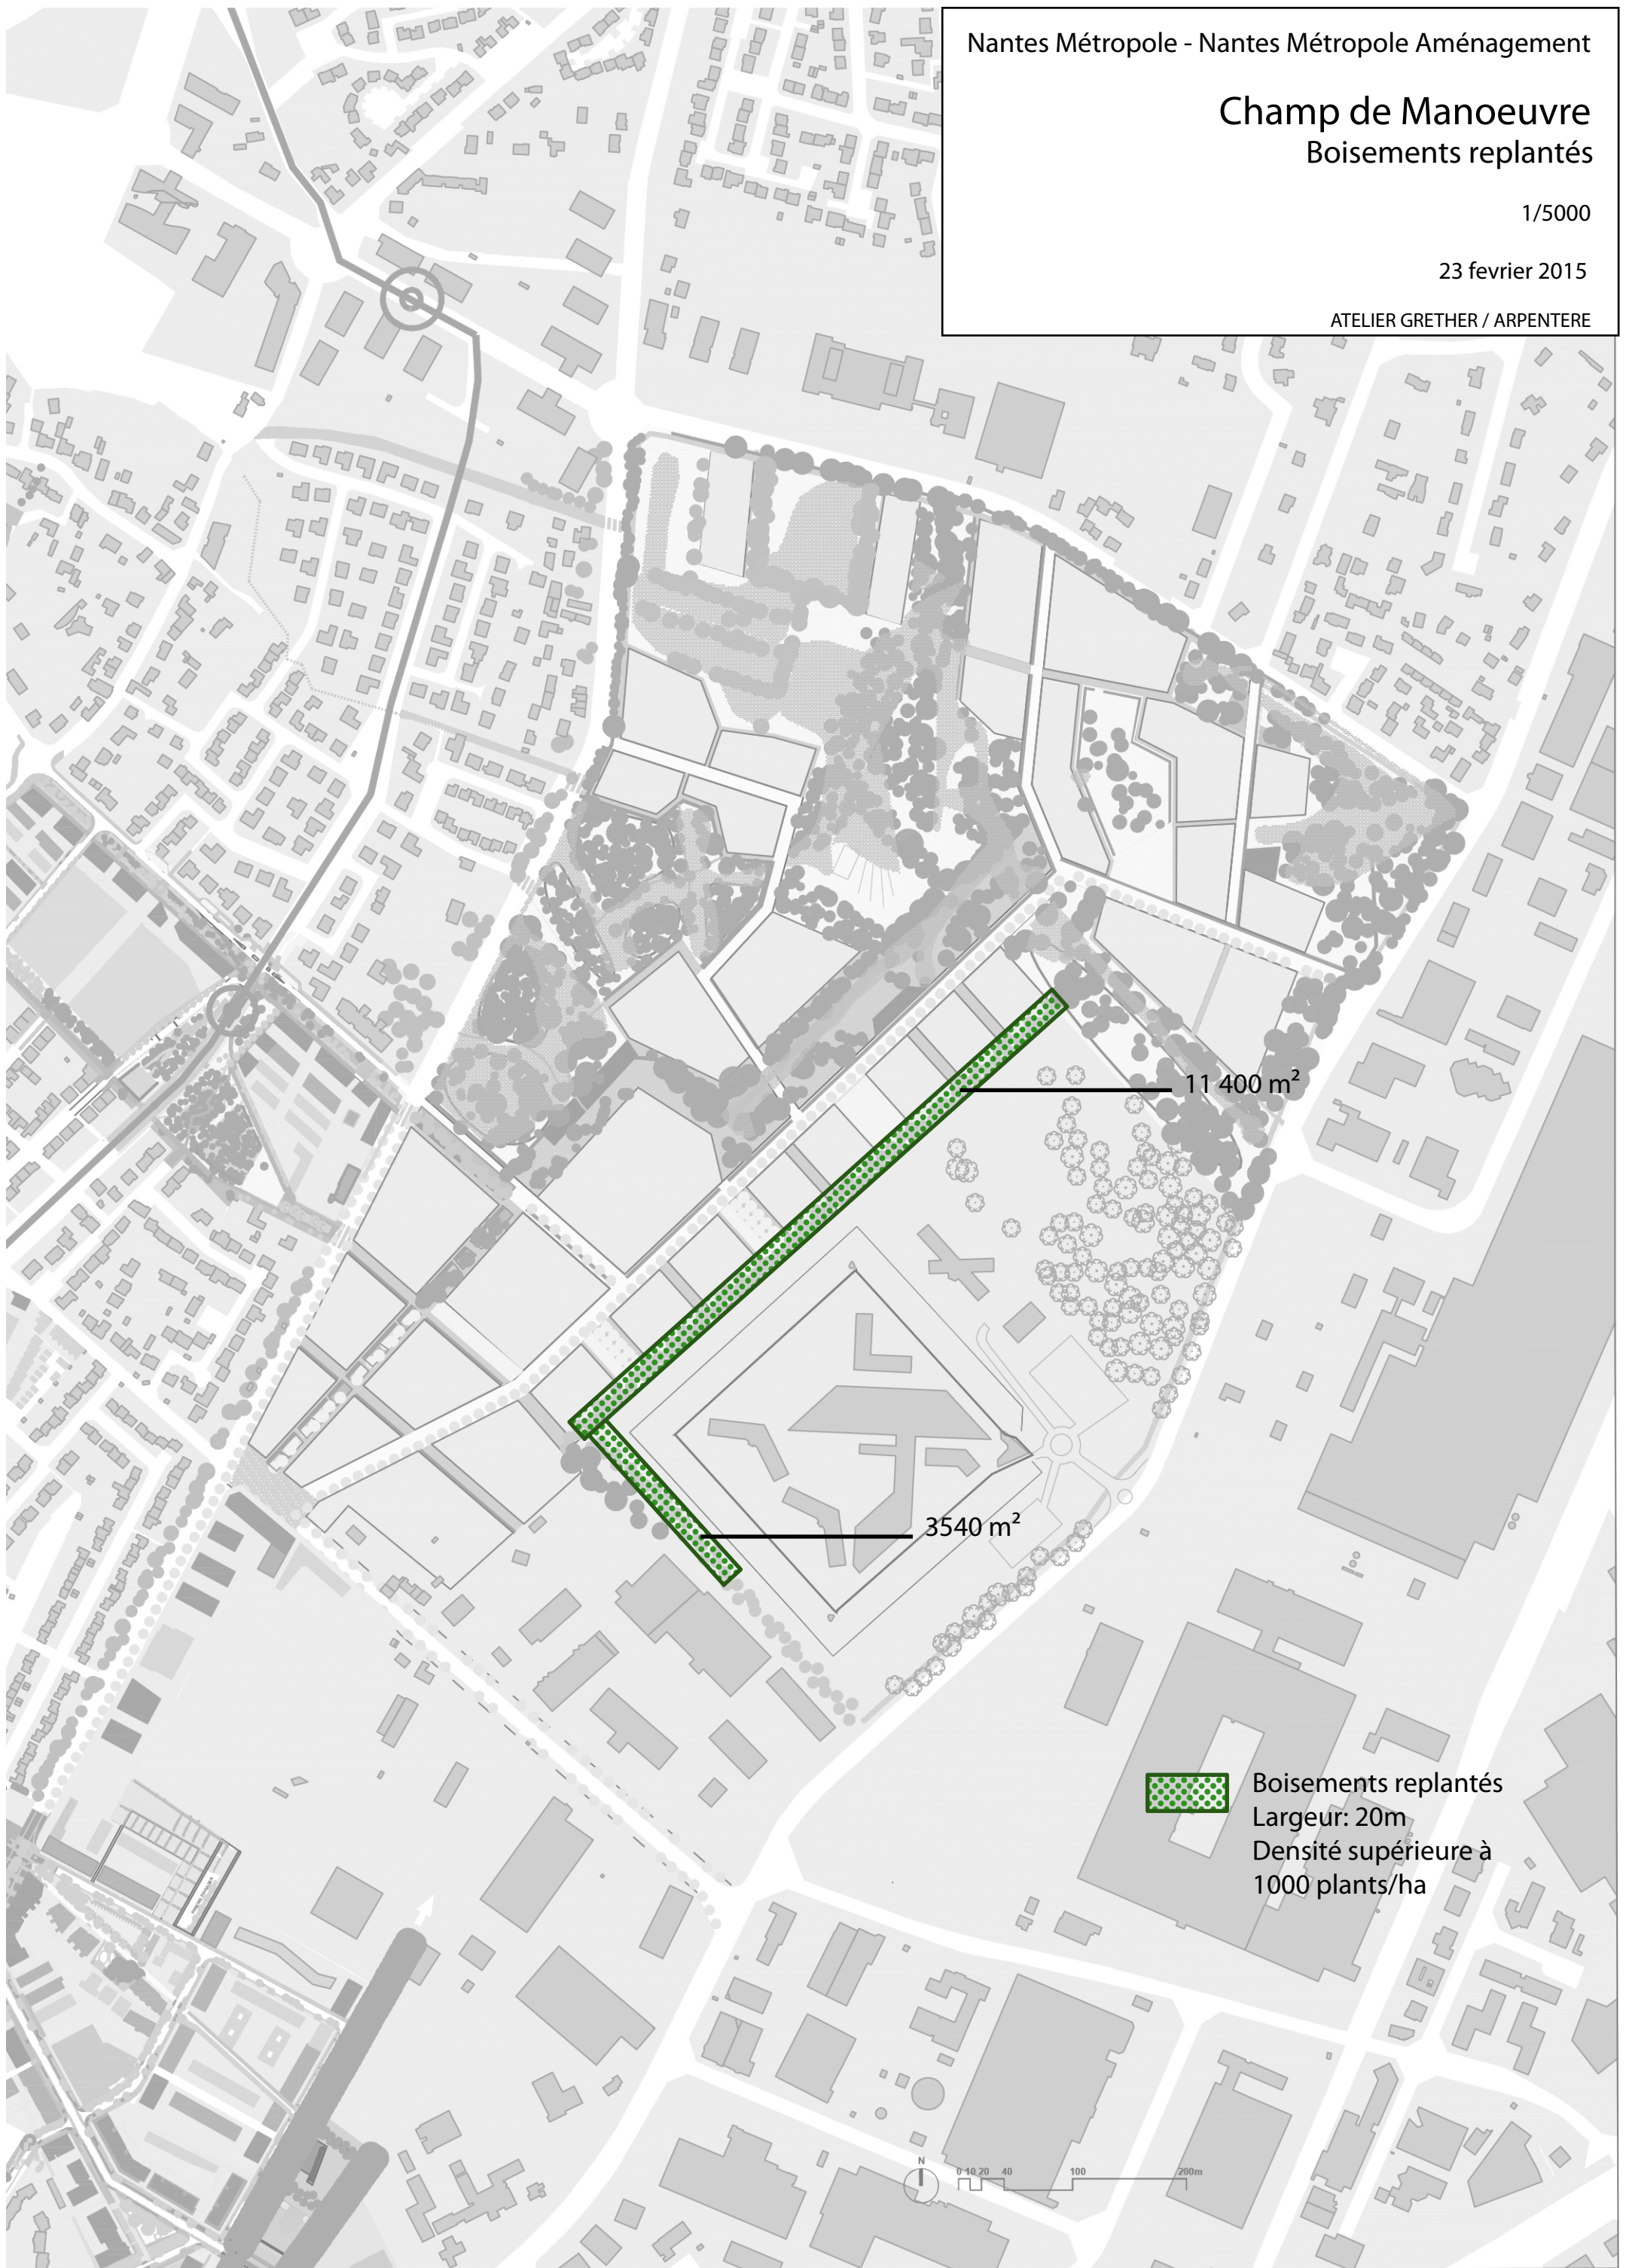 Nantes Métropole - Nantes Métropole Aménagement
Champ de Manoeuvre
Boisements replantés
1/5000
23 fevrier 2015
ATELIER GRETHER / ARPENTERE
11 400 m²
3540 m²
Boisements replantés
Largeur: 20m
Densité supérieure à
1000 plants/ha
N
0 10 20 40 100 200m